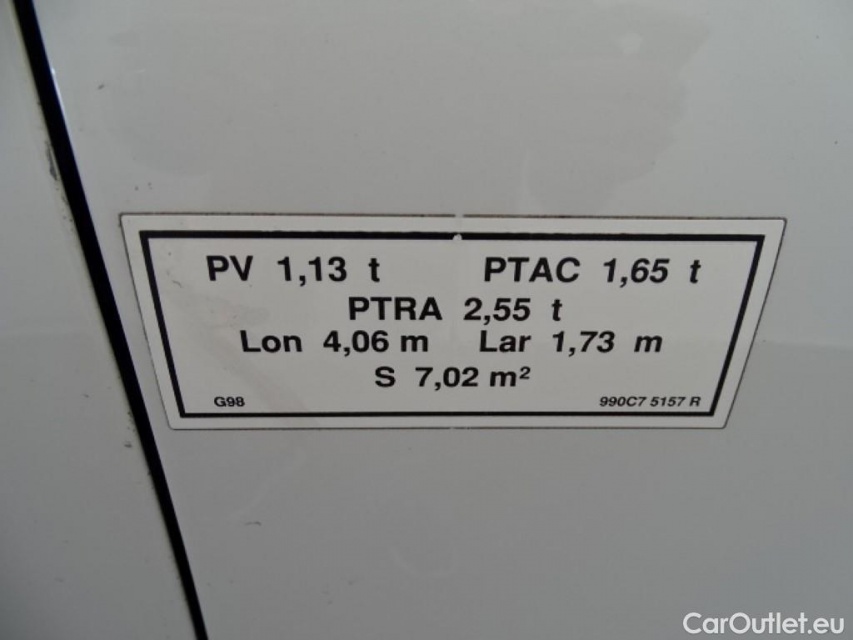 PV 1,13 t PTAC 1,65 t
PTRA 2,55 t
Lon 4,06 m Lar 1,73 m
S 7,02 m²
G98 990C7 5157 R
CarOutlet.eu